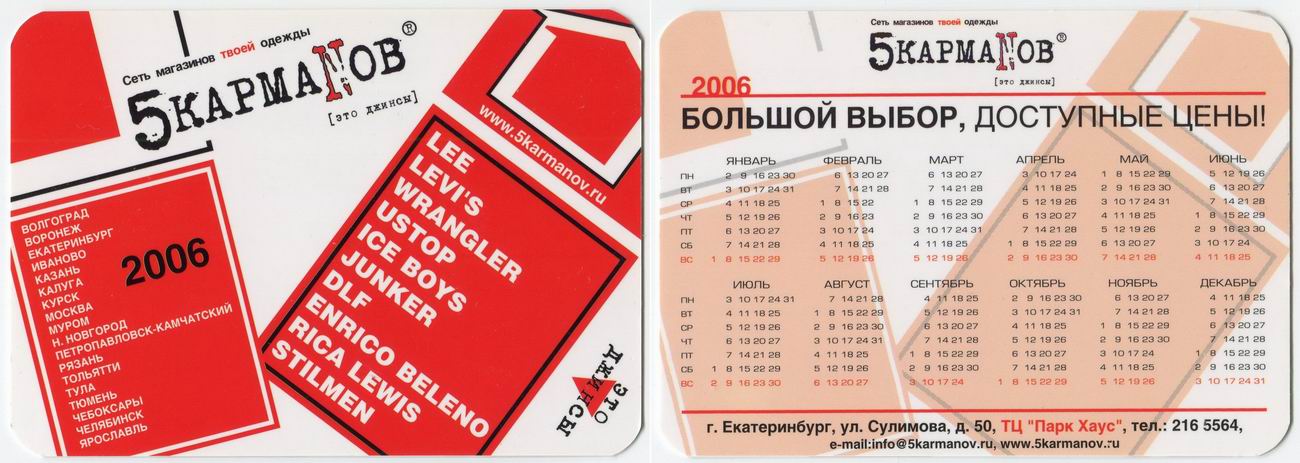 Сеть магазинов твоей одежды
5КАРМАNОВ®
[это джинсы]
www.5karmanov.ru
ВОЛГОГРАД
ВОРОНЕЖ
ЕКАТЕРИНБУРГ
ИВАНОВО
КАЗАНЬ
КАЛУГА
КУРСК
МОСКВА
МУРОМ
Н. НОВГОРОД
ПЕТРОПАВЛОВСК-КАМЧАТСКИЙ
РЯЗАНЬ
ТОЛЬЯТТИ
ТУЛА
ТЮМЕНЬ
ЧЕБОКСАРЫ
ЧЕЛЯБИНСК
ЯРОСЛАВЛЬ
2006
LEE
LEVI'S
WRANGLER
USTOP
ICE BOYS
JUNKER
DLF
ENRICO BELENO
RICA LEWIS
STILMEN
ЭТО
ДЖИНСЫ
Сеть магазинов твоей одежды
5КАРМАNОВ®
[это джинсы]
2006
БОЛЬШОЙ ВЫБОР, ДОСТУПНЫЕ ЦЕНЫ!
ЯНВАРЬ ФЕВРАЛЬ МАРТ АПРЕЛЬ МАЙ ИЮНЬ
ПН 2 9 16 23 30 6 13 20 27 6 13 20 27 3 10 17 24 1 8 15 22 29 5 12 19 26
ВТ 3 10 17 24 31 7 14 21 28 7 14 21 28 4 11 18 25 2 9 16 23 30 6 13 20 27
СР 4 11 18 25 1 8 15 22 1 8 15 22 29 5 12 19 26 3 10 17 24 31 7 14 21 28
ЧТ 5 12 19 26 2 9 16 23 2 9 16 23 30 6 13 20 27 4 11 18 25 1 8 15 22 29
ПТ 6 13 20 27 3 10 17 24 3 10 17 24 31 7 14 21 28 5 12 19 26 2 9 16 23 30
СБ 7 14 21 28 4 11 18 25 4 11 18 25 1 8 15 22 29 6 13 20 27 3 10 17 24
ВС 1 8 15 22 29 5 12 19 26 5 12 19 26 2 9 16 23 30 7 14 21 28 4 11 18 25
ИЮЛЬ АВГУСТ СЕНТЯБРЬ ОКТЯБРЬ НОЯБРЬ ДЕКАБРЬ
ПН 3 10 17 24 31 7 14 21 28 4 11 18 25 2 9 16 23 30 6 13 20 27 4 11 18 25
ВТ 4 11 18 25 1 8 15 22 29 5 12 19 26 3 10 17 24 31 7 14 21 28 5 12 19 26
СР 5 12 19 26 2 9 16 23 30 6 13 20 27 4 11 18 25 1 8 15 22 29 6 13 20 27
ЧТ 6 13 20 27 3 10 17 24 31 7 14 21 28 5 12 19 26 2 9 16 23 30 7 14 21 28
ПТ 7 14 21 28 4 11 18 25 1 8 15 22 29 6 13 20 27 3 10 17 24 1 8 15 22 29
СБ 1 8 15 22 29 5 12 19 26 2 9 16 23 30 7 14 21 28 4 11 18 25 2 9 16 23 30
ВС 2 9 16 23 30 6 13 20 27 3 10 17 24 1 8 15 22 29 5 12 19 26 3 10 17 24 31
г. Екатеринбург, ул. Сулимова, д. 50, ТЦ "Парк Хаус", тел.: 216 5564,
e-mail:info@5karmanov.ru, www.5karmanov.ru